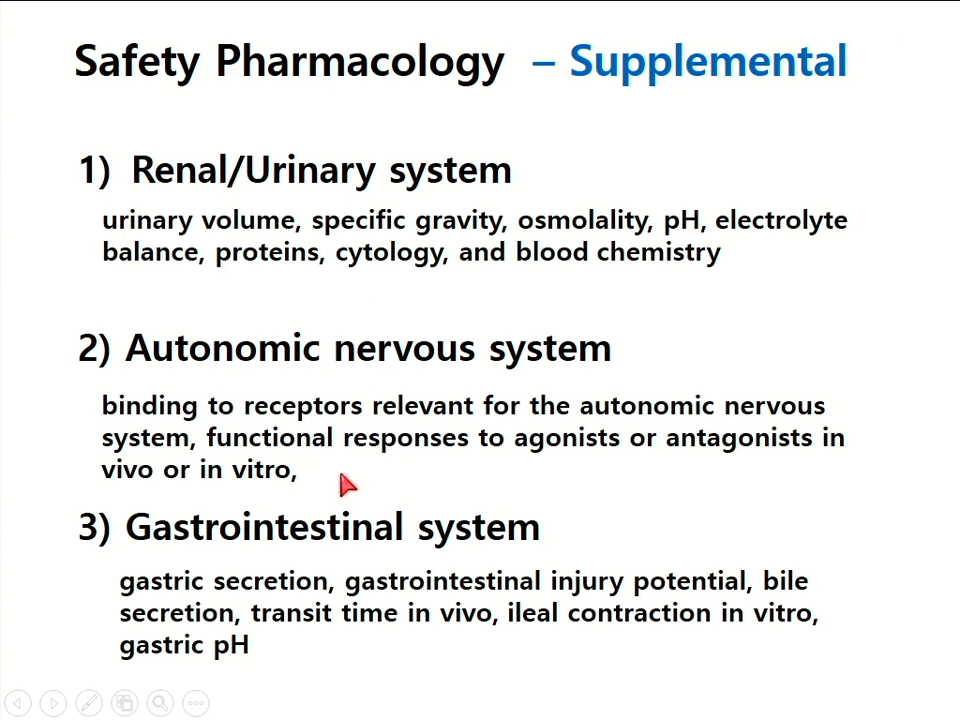 Safety Pharmacology – Supplemental
1) Renal/Urinary system
urinary volume, specific gravity, osmolality, pH, electrolyte
balance, proteins, cytology, and blood chemistry
2) Autonomic nervous system
binding to receptors relevant for the autonomic nervous
system, functional responses to agonists or antagonists in
vivo or in vitro,
3) Gastrointestinal system
gastric secretion, gastrointestinal injury potential, bile
secretion, transit time in vivo, ileal contraction in vitro,
gastric pH